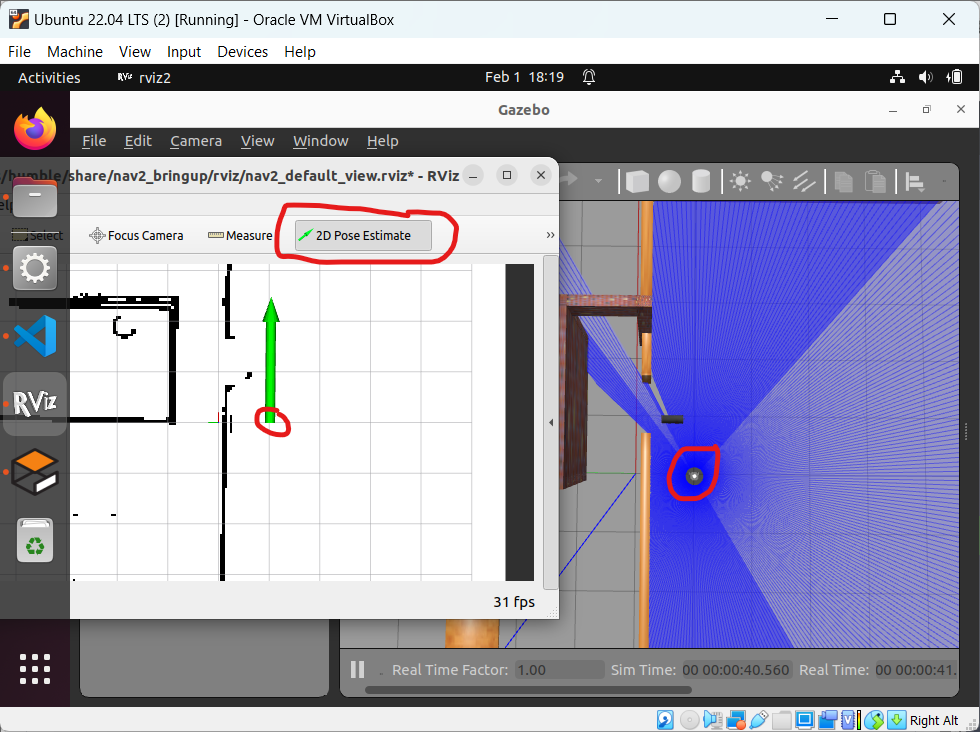 Ubuntu 22.04 LTS (2) [Running] - Oracle VM VirtualBox
File Machine View Input Devices Help
Activities RViz rviz2 Feb 1 18:19
Gazebo
File Edit Camera View Window Help
s/humble/share/nav2_bringup/rviz/nav2_default_view.rviz* - RViz
Select Focus Camera Measure 2D Pose Estimate »
RViz
31 fps
Real Time Factor: 1.00 Sim Time: 00 00:00:40.560 Real Time: 00 00:00:41.
Right Alt